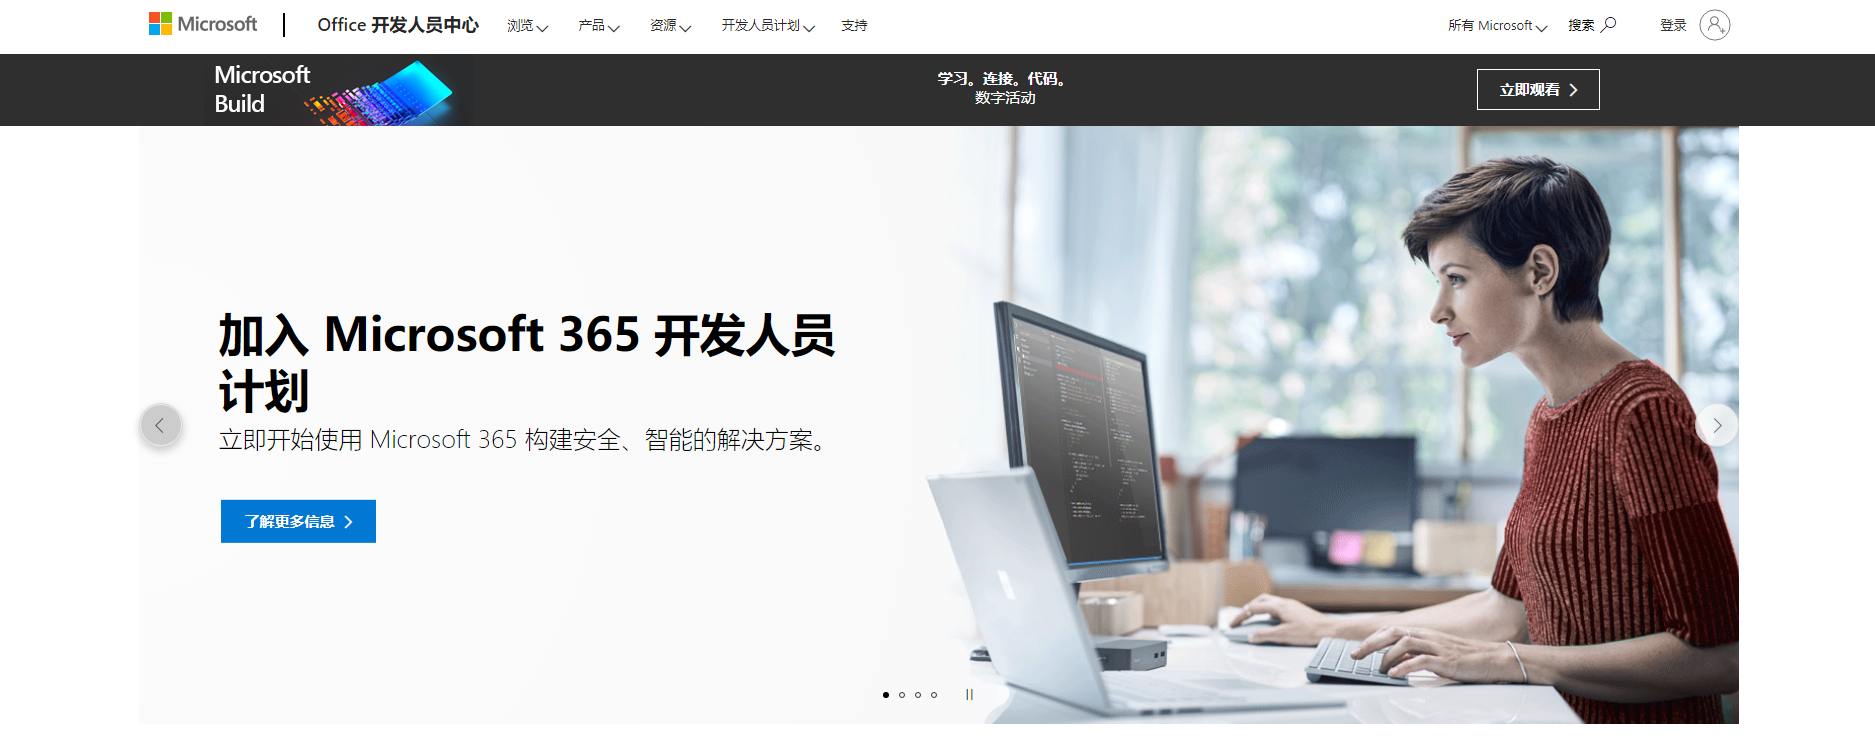 Microsoft Office 开发人员中心 浏览 产品 资源 开发人员计划 支持 所有 Microsoft 搜索 登录
Microsoft
Build
学习。连接。代码。
数字活动
立即观看
加入 Microsoft 365 开发人员
计划
立即开始使用 Microsoft 365 构建安全、智能的解决方案。
了解更多信息